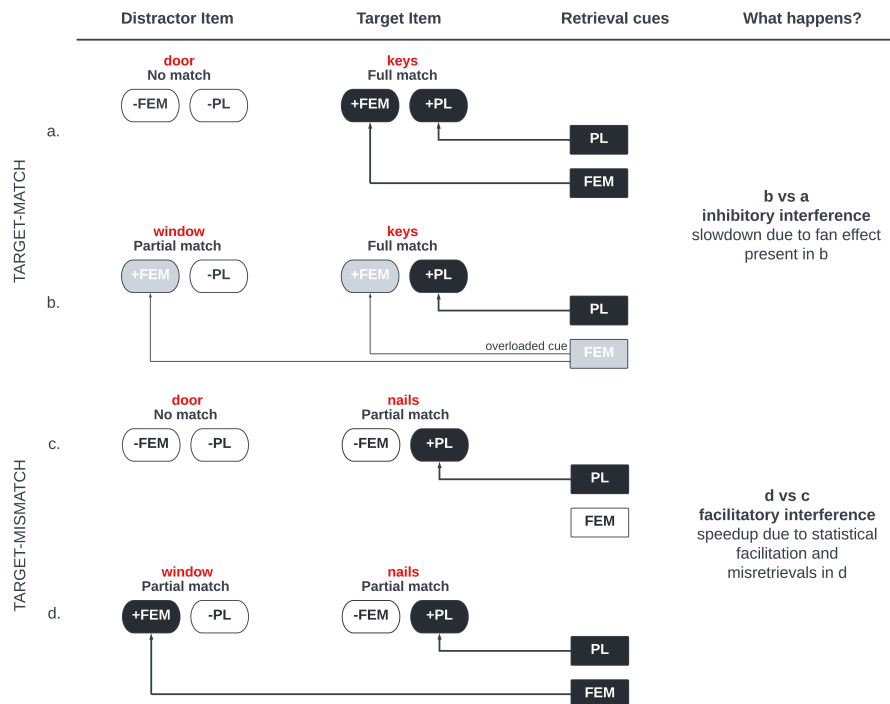 Distractor Item Target Item Retrieval cues What happens?
TARGET-MATCH
a.
door
No match
-FEM -PL
keys
Full match
+FEM +PL
PL
FEM
b.
window
Partial match
+FEM -PL
keys
Full match
+FEM +PL
PL
overloaded cue
FEM
b vs a
inhibitory interference
slowdown due to fan effect
present in b
TARGET-MISMATCH
c.
door
No match
-FEM -PL
nails
Partial match
-FEM +PL
PL
FEM
d.
window
Partial match
+FEM -PL
nails
Partial match
-FEM +PL
PL
FEM
d vs c
facilitatory interference
speedup due to statistical
facilitation and
misretrievals in d